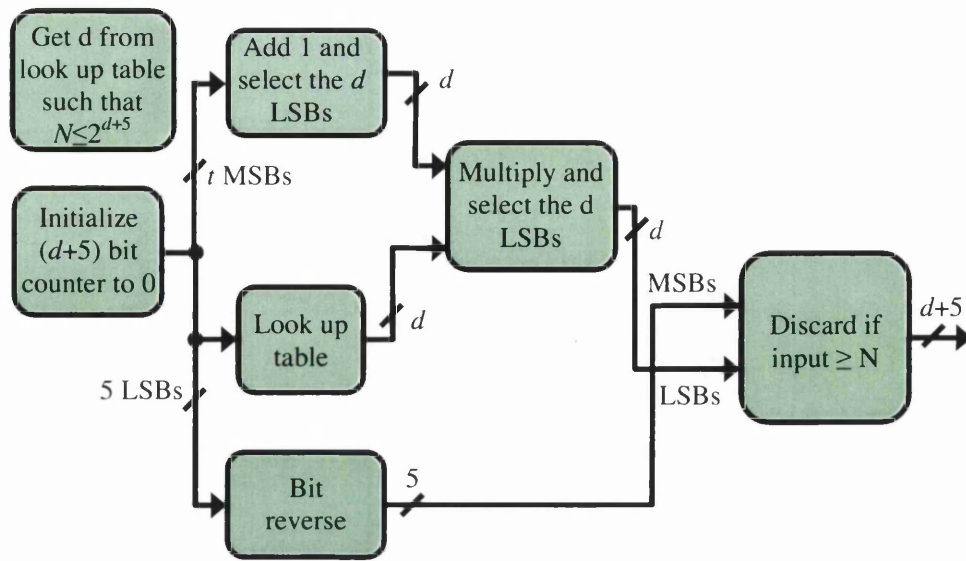 Get d from
look up table
such that
N≤2^{d+5}
Add 1 and
select the d
LSBs
d
t MSBs
Initialize
(d+5) bit
counter to 0
Multiply and
select the d
LSBs
d
Look up
table
d
5 LSBs
MSBs
LSBs
Discard if
input ≥ N
d+5
Bit
reverse
5